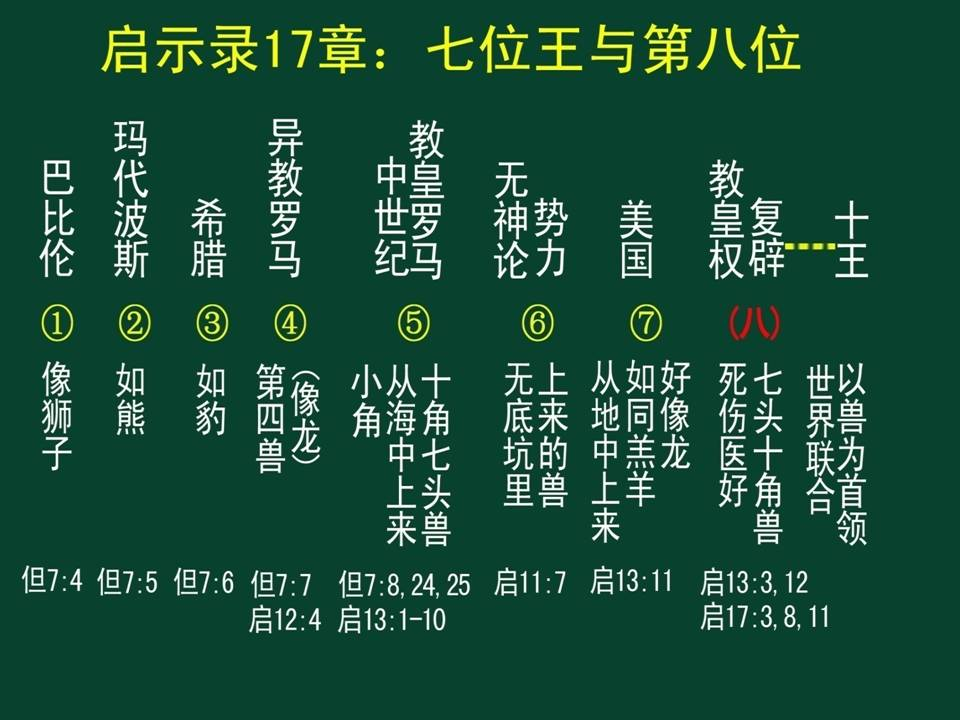 启示录17章：七位王与第八位
巴比伦
玛代波斯
希腊
异教罗马
中世纪
教皇罗马
无神论
势力
美国
教皇权
复辟
十王
①
②
③
④
⑤
⑥
⑦
(八)
像狮子
如熊
如豹
第四兽
（像龙）
小角
从海中上来
十角七头兽
无底坑里
上来的兽
从地中上来
如同羔羊
好像龙
死伤医好
七头十角兽
世界联合
以兽为首领
但7:4
但7:5
但7:6
但7:7
启12:4
但7:8,24,25
启13:1-10
启11:7
启13:11
启13:3,12
启17:3,8,11